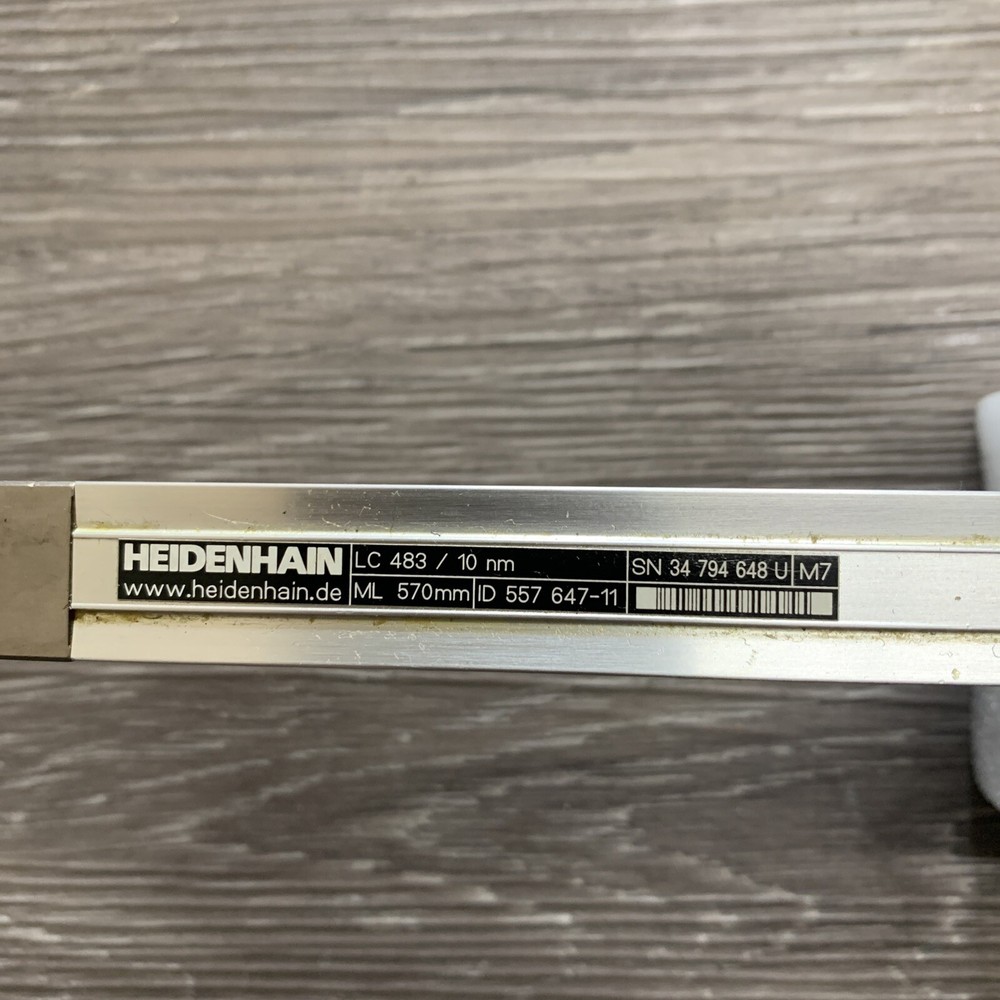 HEIDENHAIN
www.heidenhain.de
LC 483 / 10 nm
ML 570mm
ID 557 647-11
SN 34 794 648 U
M7